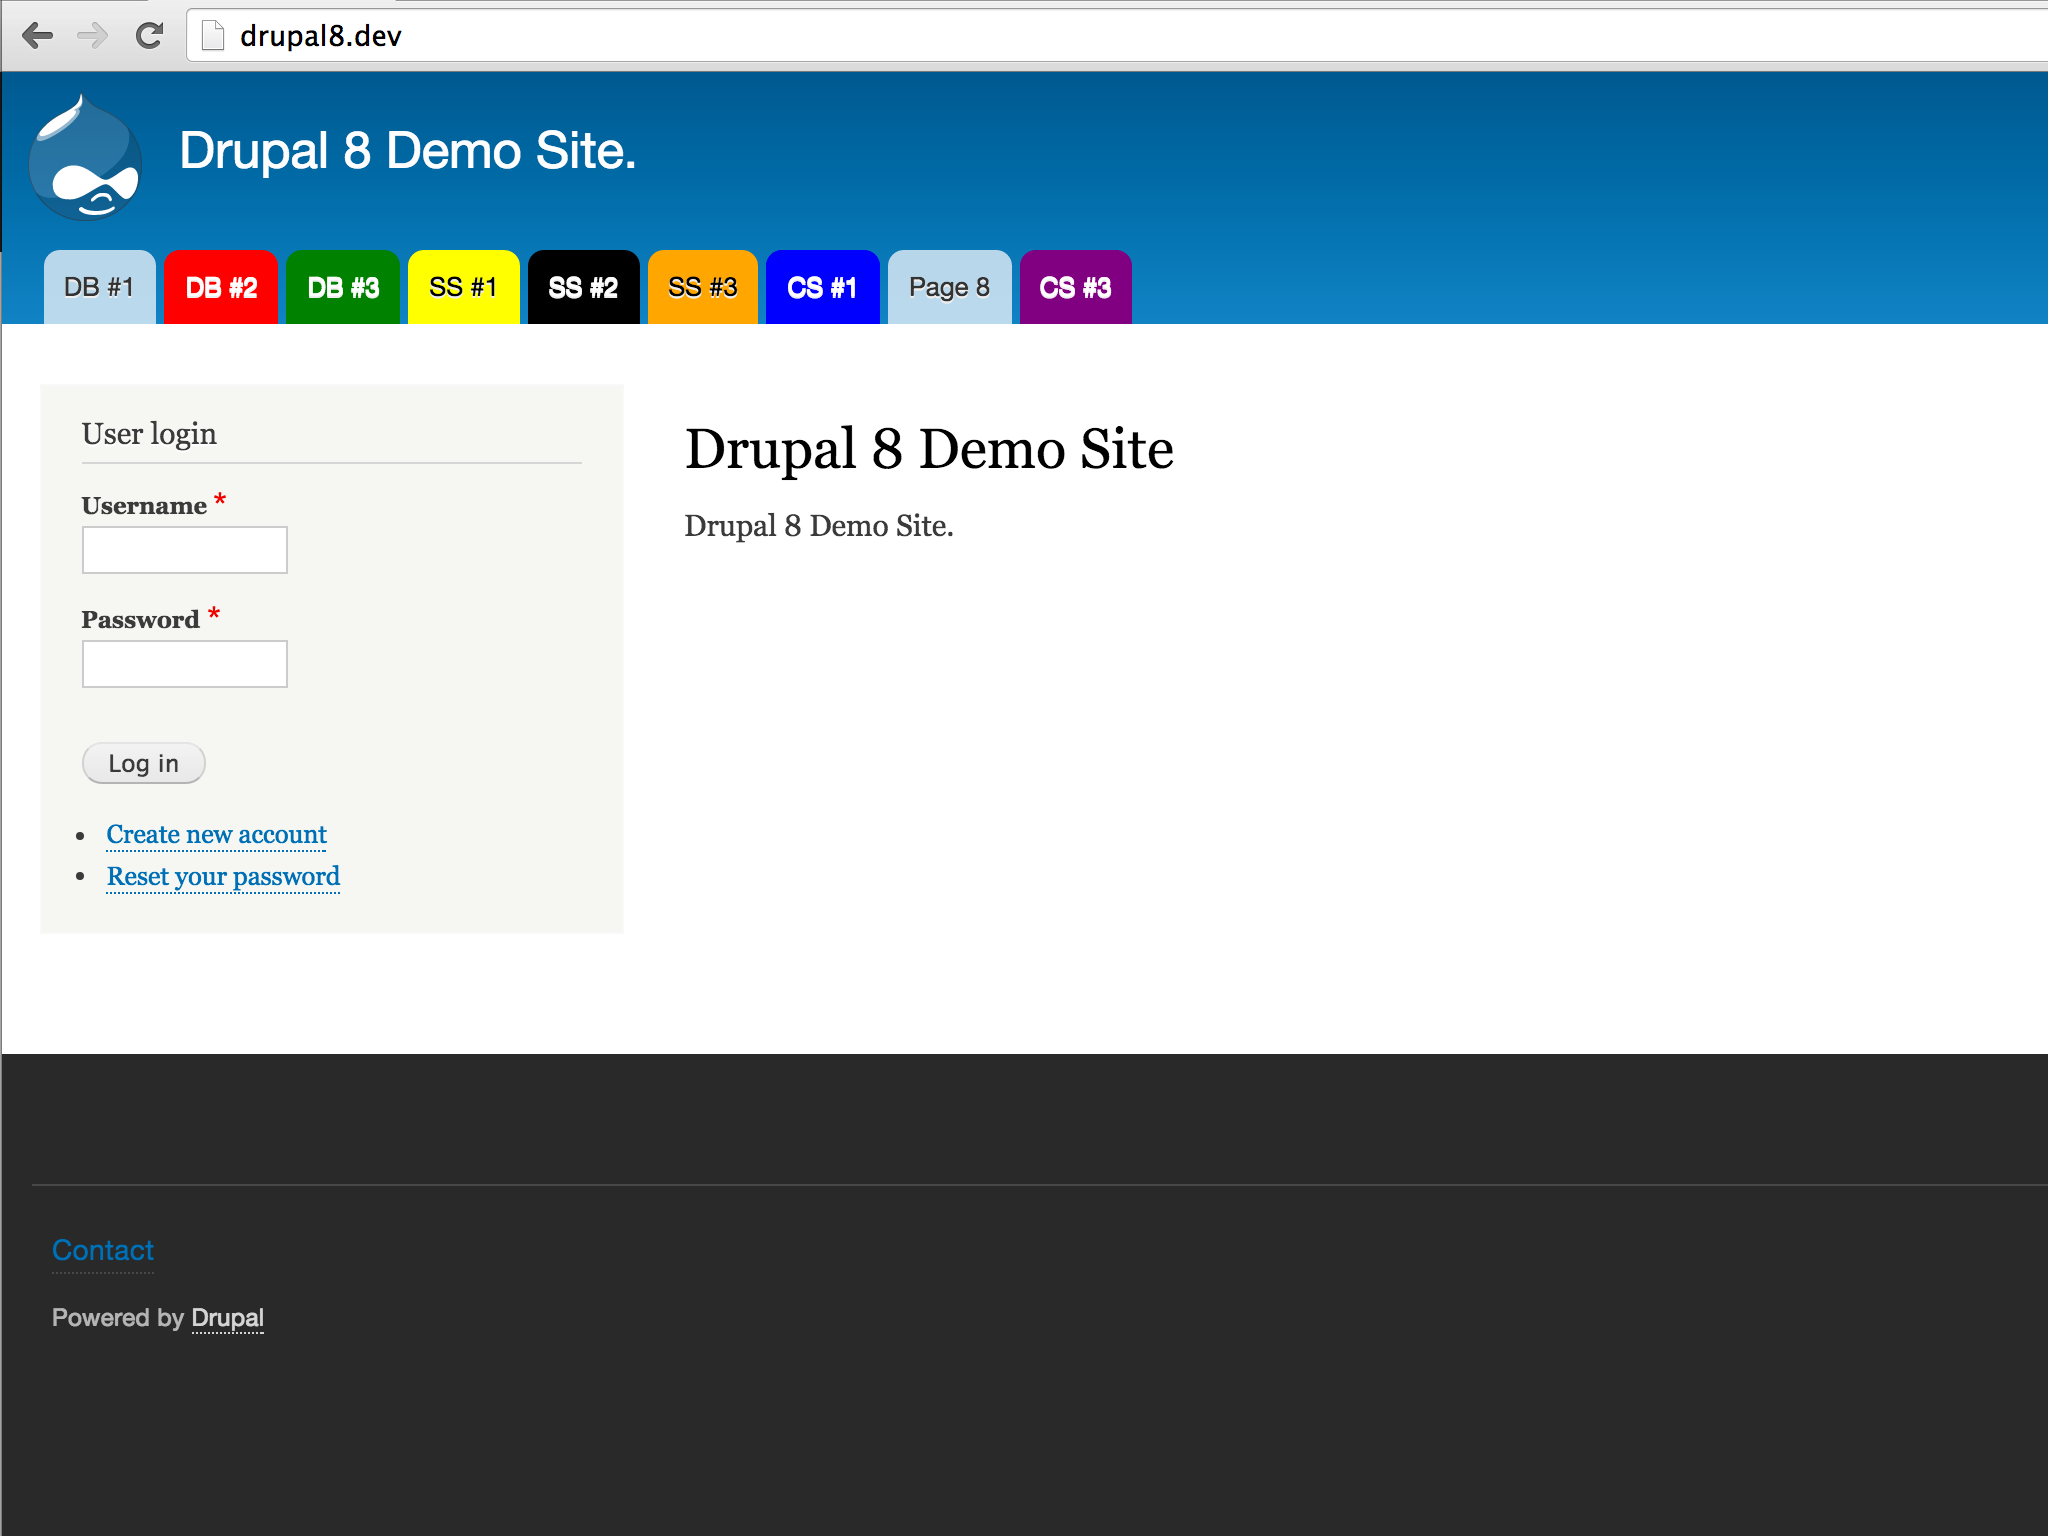 drupal8.dev
Drupal 8 Demo Site.
DB #1 DB #2 DB #3 SS #1 SS #2 SS #3 CS #1 Page 8 CS #3
User login
Username *
Password *
Log in
Create new account
Reset your password
Drupal 8 Demo Site
Drupal 8 Demo Site.
Contact
Powered by Drupal